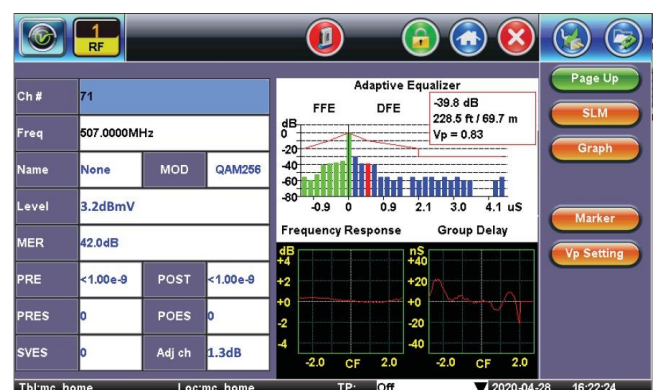 1
RF
Ch # 71
Freq 507.0000MHz
Name None MOD QAM256
Level 3.2dBmV
MER 42.0dB
PRE <1.00e-9 POST <1.00e-9
PRES 0 POES 0
SVES 0 Adj ch 1.3dB
Adaptive Equalizer
FFE DFE
-39.8 dB
228.5 ft / 69.7 m
Vp = 0.83
dB
0
-20
-40
-60
-80
-0.9 0 0.9 2.1 3.0 4.1 uS
Frequency Response Group Delay
dB
+4
+2
+0
-2
-4
-2.0 CF 2.0
nS
+40
+20
+0
-20
-40
-2.0 CF 2.0
Page Up
SLM
Graph
Marker
Vp Setting
Tbl:mc_home Loc:mc_home TP: Off 2020-04-28 16:22:24